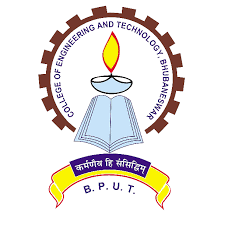 COLLEGE OF ENGINEERING AND TECHNOLOGY, BHUBANESWAR
कर्मणैव हि संसिद्धिम्
B. P. U. T.